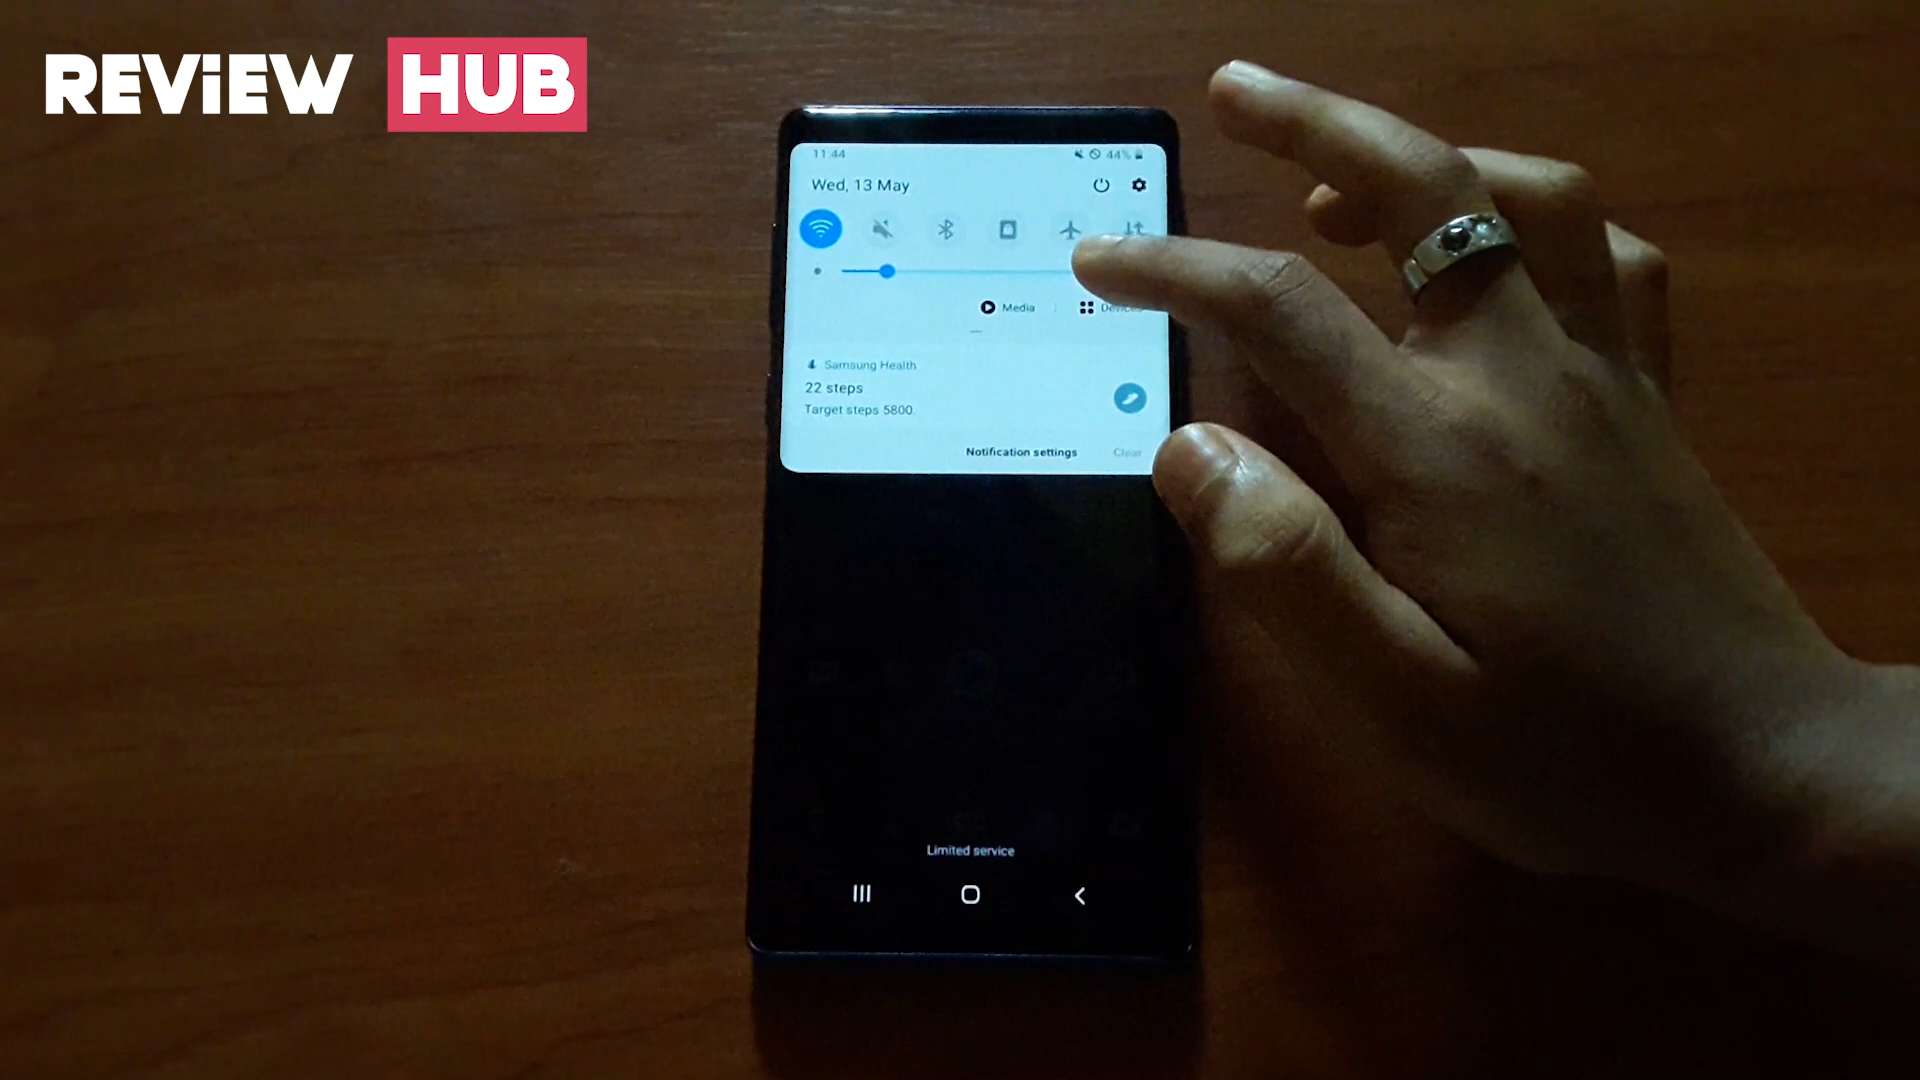 REViEW HUB
11:44
44%
Wed, 13 May
Media
Devices
Samsung Health
22 steps
Target steps 5800.
Notification settings
Clear
Limited service